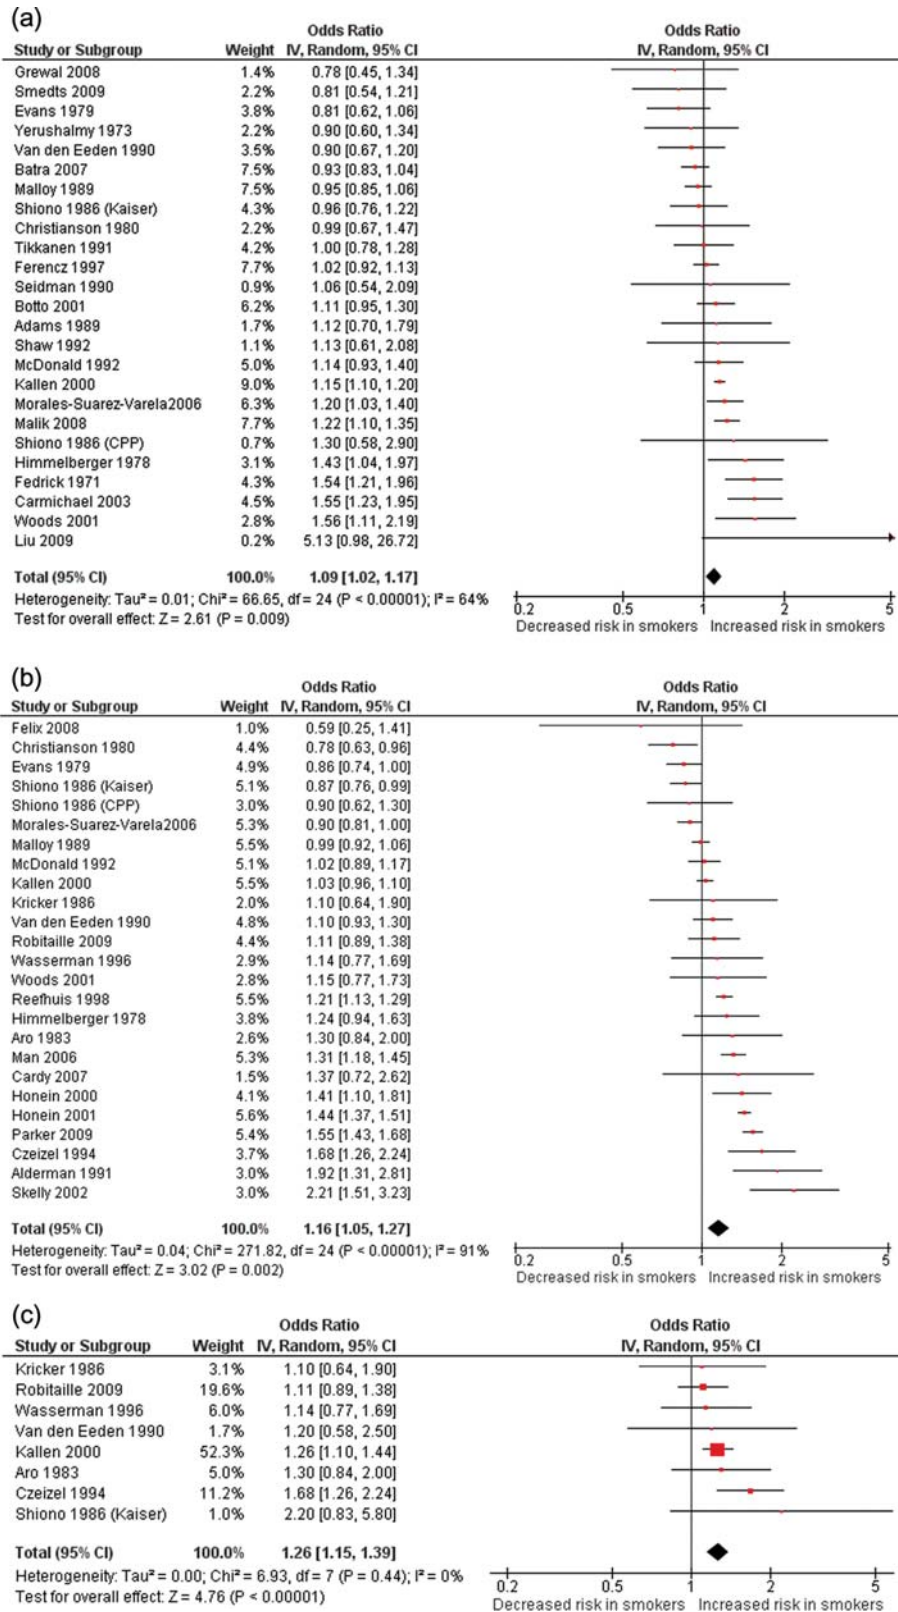 (a)
Odds Ratio Odds Ratio
Study or Subgroup Weight IV, Random, 95% CI IV, Random, 95% CI
Grewal 2008 1.4% 0.78 [0.45, 1.34]
Smedts 2009 2.2% 0.81 [0.54, 1.21]
Evans 1979 3.8% 0.81 [0.62, 1.06]
Yerushalmy 1973 2.2% 0.90 [0.60, 1.34]
Van den Eeden 1990 3.5% 0.90 [0.67, 1.20]
Batra 2007 7.5% 0.93 [0.83, 1.04]
Malloy 1989 7.5% 0.95 [0.85, 1.06]
Shiono 1986 (Kaiser) 4.3% 0.96 [0.76, 1.22]
Christianson 1980 2.2% 0.99 [0.67, 1.47]
Tikkanen 1991 4.2% 1.00 [0.78, 1.28]
Ferencz 1997 7.7% 1.02 [0.92, 1.13]
Seidman 1990 0.9% 1.06 [0.54, 2.09]
Botto 2001 6.2% 1.11 [0.95, 1.30]
Adams 1989 1.7% 1.12 [0.70, 1.79]
Shaw 1992 1.1% 1.13 [0.61, 2.08]
McDonald 1992 5.0% 1.14 [0.93, 1.40]
Kallen 2000 9.0% 1.15 [1.10, 1.20]
Morales-Suarez-Varela2006 6.3% 1.20 [1.03, 1.40]
Malik 2008 7.7% 1.22 [1.10, 1.35]
Shiono 1986 (CPP) 0.7% 1.30 [0.58, 2.90]
Himmelberger 1978 3.1% 1.43 [1.04, 1.97]
Fedrick 1971 4.3% 1.54 [1.21, 1.96]
Carmichael 2003 4.5% 1.55 [1.23, 1.95]
Woods 2001 2.8% 1.56 [1.11, 2.19]
Liu 2009 0.2% 5.13 [0.98, 26.72]
Total (95% CI) 100.0% 1.09 [1.02, 1.17]
Heterogeneity: Tau² = 0.01; Chi² = 66.65, df = 24 (P < 0.00001); I² = 64%
Test for overall effect: Z = 2.61 (P = 0.009)
0.2 0.5 1 2 5
Decreased risk in smokers Increased risk in smokers
(b)
Odds Ratio Odds Ratio
Study or Subgroup Weight IV, Random, 95% CI IV, Random, 95% CI
Felix 2008 1.0% 0.59 [0.25, 1.41]
Christianson 1980 4.4% 0.78 [0.63, 0.96]
Evans 1979 4.9% 0.86 [0.74, 1.00]
Shiono 1986 (Kaiser) 5.1% 0.87 [0.76, 0.99]
Shiono 1986 (CPP) 3.0% 0.90 [0.62, 1.30]
Morales-Suarez-Varela2006 5.3% 0.90 [0.81, 1.00]
Malloy 1989 5.5% 0.99 [0.92, 1.06]
McDonald 1992 5.1% 1.02 [0.89, 1.17]
Kallen 2000 5.5% 1.03 [0.96, 1.10]
Kricker 1986 2.0% 1.10 [0.64, 1.90]
Van den Eeden 1990 4.8% 1.10 [0.93, 1.30]
Robitaille 2009 4.4% 1.11 [0.89, 1.38]
Wasserman 1996 2.9% 1.14 [0.77, 1.69]
Woods 2001 2.8% 1.15 [0.77, 1.73]
Reefhuis 1998 5.5% 1.21 [1.13, 1.29]
Himmelberger 1978 3.8% 1.24 [0.94, 1.63]
Aro 1983 2.6% 1.30 [0.84, 2.00]
Man 2006 5.3% 1.31 [1.18, 1.45]
Cardy 2007 1.5% 1.37 [0.72, 2.62]
Honein 2000 4.1% 1.41 [1.10, 1.81]
Honein 2001 5.6% 1.44 [1.37, 1.51]
Parker 2009 5.4% 1.55 [1.43, 1.68]
Czeizel 1994 3.7% 1.68 [1.26, 2.24]
Alderman 1991 3.0% 1.92 [1.31, 2.81]
Skelly 2002 3.0% 2.21 [1.51, 3.23]
Total (95% CI) 100.0% 1.16 [1.05, 1.27]
Heterogeneity: Tau² = 0.04; Chi² = 271.82, df = 24 (P < 0.00001); I² = 91%
Test for overall effect: Z = 3.02 (P = 0.002)
0.2 0.5 1 2 5
Decreased risk in smokers Increased risk in smokers
(c)
Odds Ratio Odds Ratio
Study or Subgroup Weight IV, Random, 95% CI IV, Random, 95% CI
Kricker 1986 3.1% 1.10 [0.64, 1.90]
Robitaille 2009 19.6% 1.11 [0.89, 1.38]
Wasserman 1996 6.0% 1.14 [0.77, 1.69]
Van den Eeden 1990 1.7% 1.20 [0.58, 2.50]
Kallen 2000 52.3% 1.26 [1.10, 1.44]
Aro 1983 5.0% 1.30 [0.84, 2.00]
Czeizel 1994 11.2% 1.68 [1.26, 2.24]
Shiono 1986 (Kaiser) 1.0% 2.20 [0.83, 5.80]
Total (95% CI) 100.0% 1.26 [1.15, 1.39]
Heterogeneity: Tau² = 0.00; Chi² = 6.93, df = 7 (P = 0.44); I² = 0%
Test for overall effect: Z = 4.76 (P < 0.00001)
0.2 0.5 1 2 5
Decreased risk in smokers Increased risk in smokers